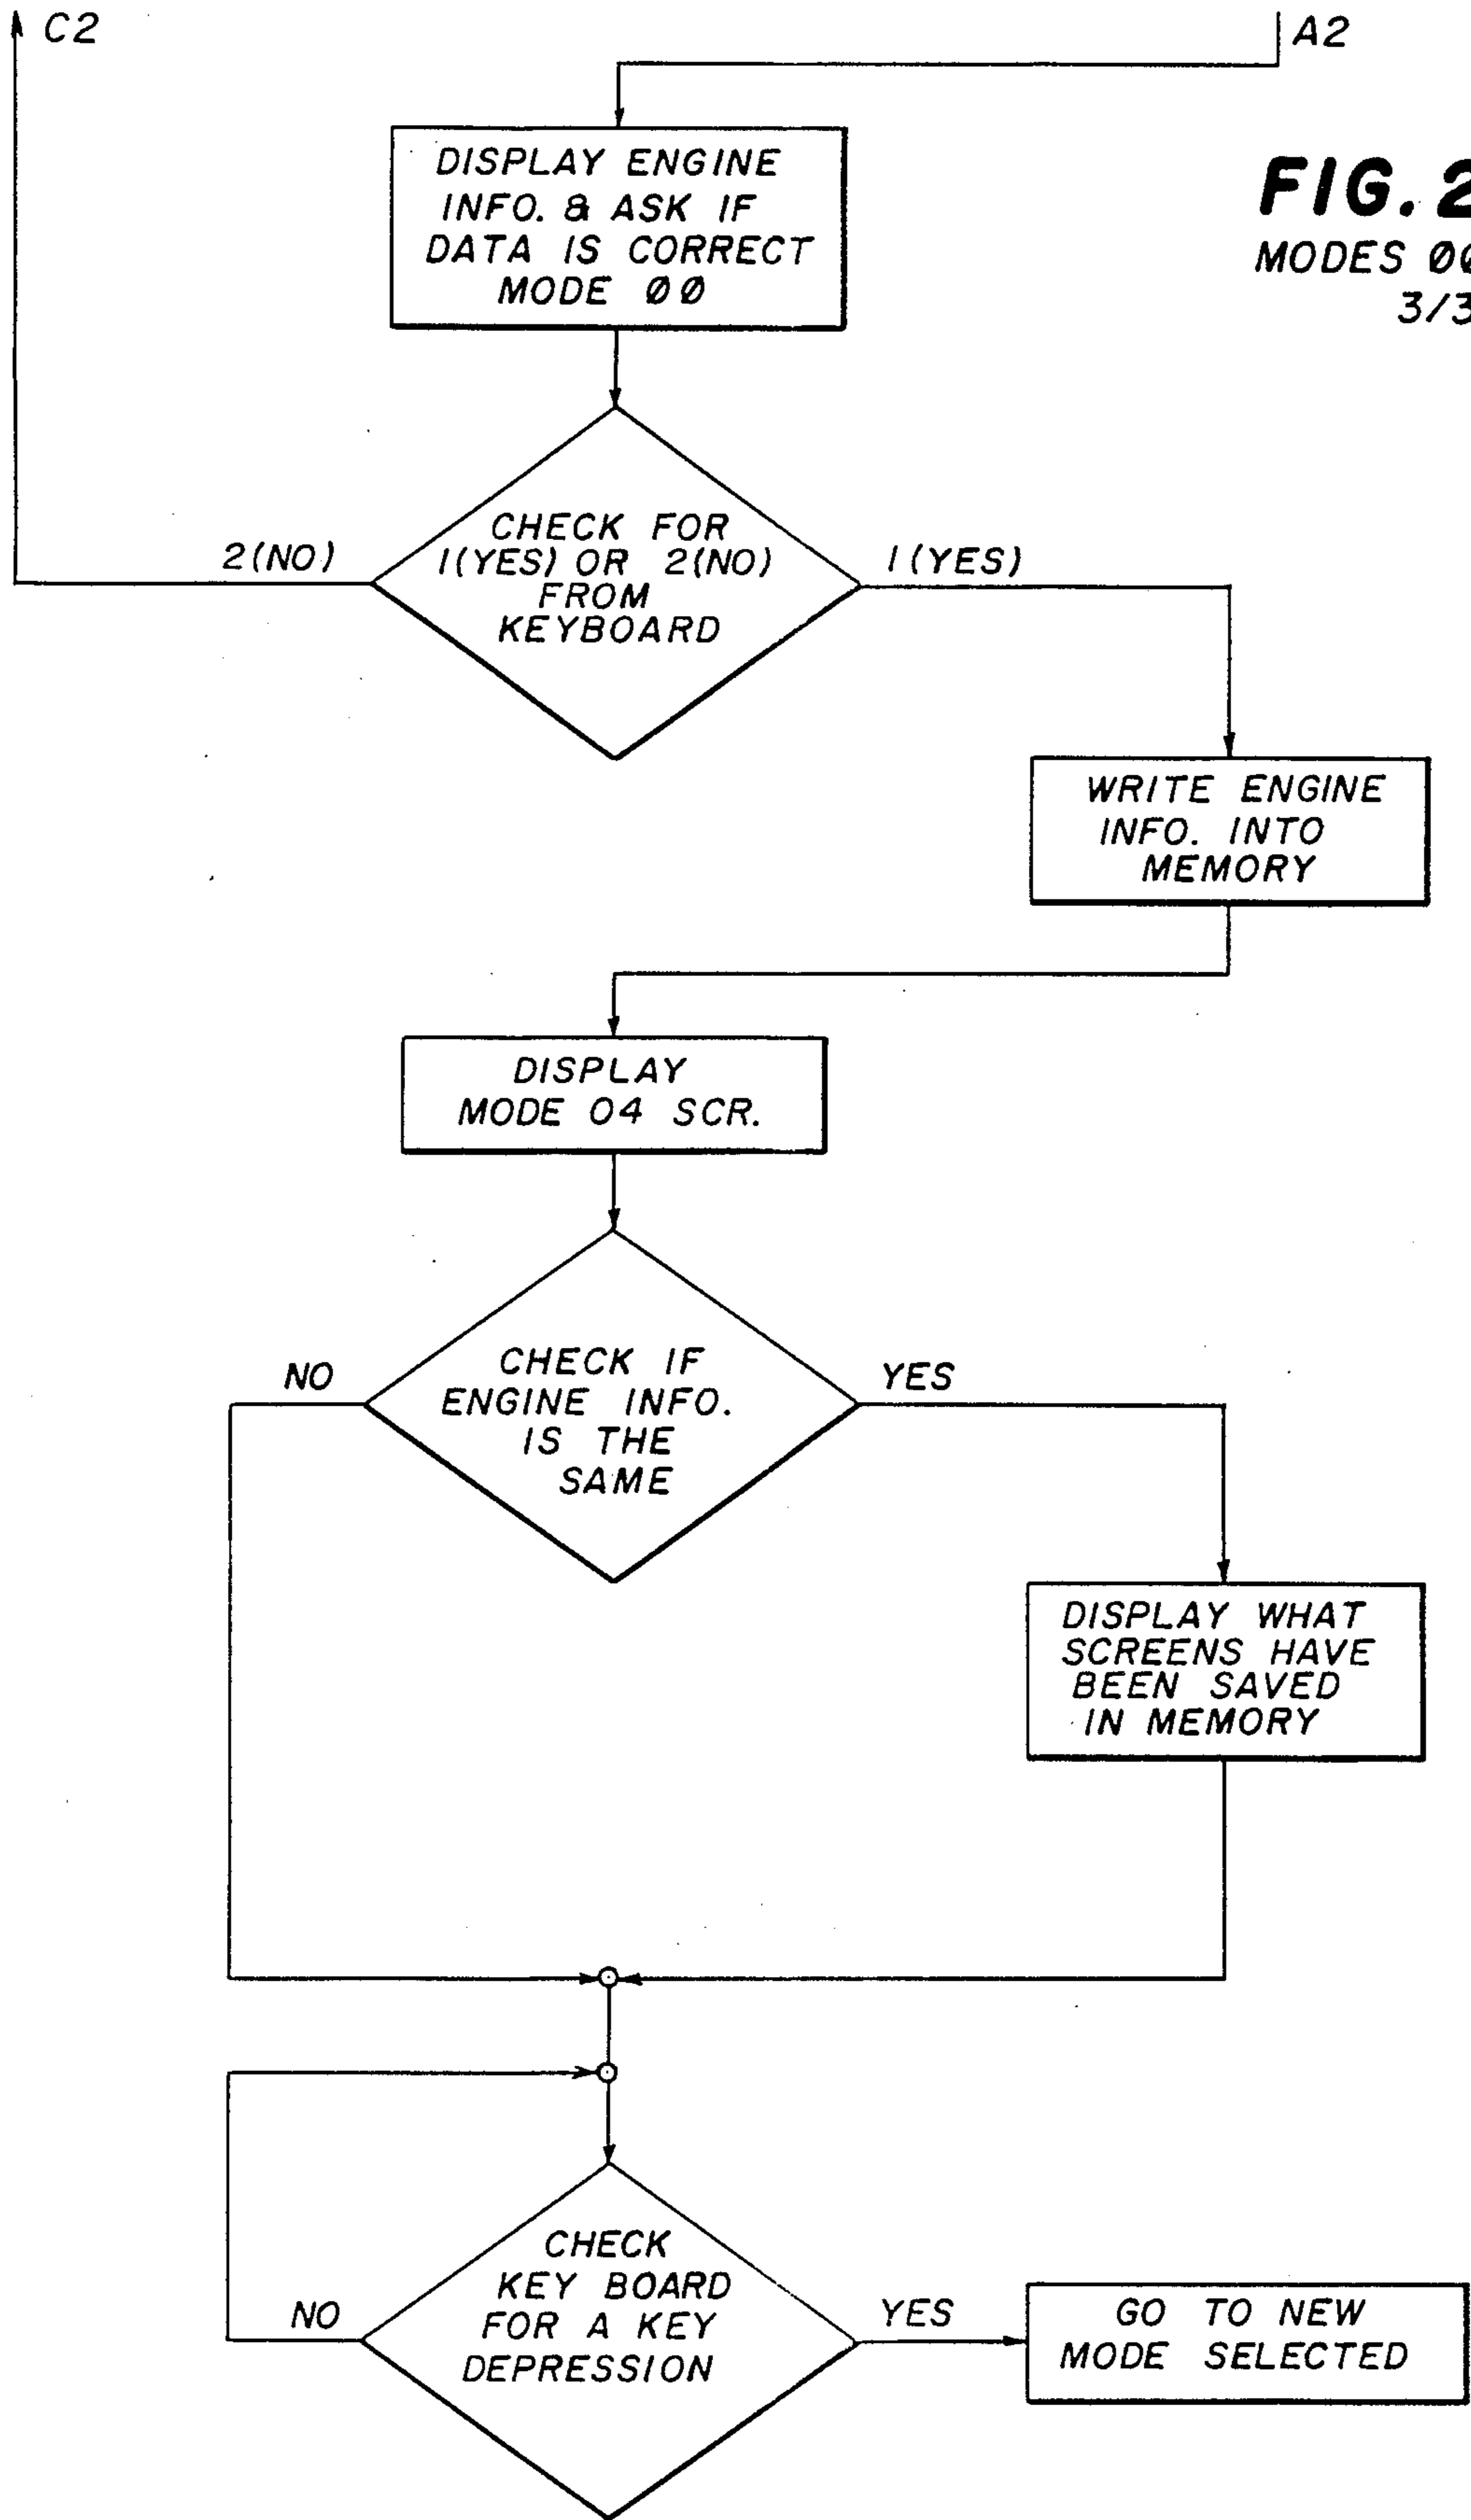 C2
A2
DISPLAY ENGINE
INFO. & ASK IF
DATA IS CORRECT
MODE ØØ
FIG. 2
MODES
3/3
CHECK FOR
1(YES) OR 2(NO)
FROM
KEYBOARD
2(NO)
1(YES)
WRITE ENGINE
INFO. INTO
MEMORY
DISPLAY
MODE 04 SCR.
CHECK IF
ENGINE INFO.
IS THE
SAME
NO
YES
DISPLAY WHAT
SCREENS HAVE
BEEN SAVED
IN MEMORY
CHECK
KEY BOARD
FOR A KEY
DEPRESSION
NO
YES
GO TO NEW
MODE SELECTED